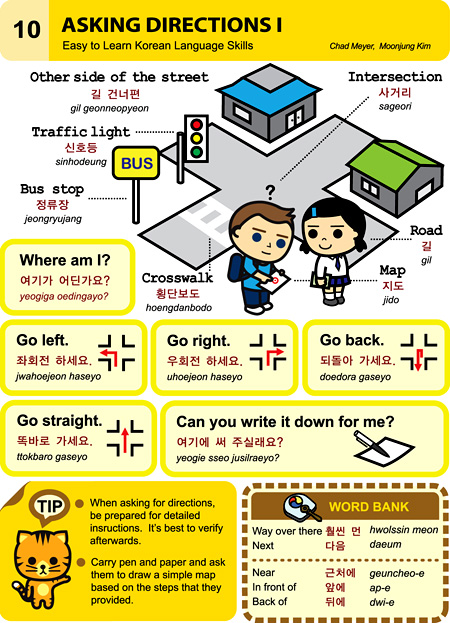 10
ASKING DIRECTIONS I
Easy to Learn Korean Language Skills
Chad Meyer, Moonjung Kim
Other side of the street
길 건너편
gil geonneopyeon
Intersection
사거리
sageori
Traffic light
신호등
sinhodeung
BUS
Bus stop
정류장
jeongryujang
?
Road
길
gil
Crosswalk
횡단보도
hoengdanbodo
Map
지도
jido
Where am I?
여기가 어딘가요?
yeogiga oedingayo?
Go left.
좌회전 하세요.
jwahoejeon haseyo
Go right.
우회전 하세요.
uhoejeon haseyo
Go back.
되돌아 가세요.
doedora gaseyo
Go straight.
똑바로 가세요.
ttokbaro gaseyo
Can you write it down for me?
여기에 써 주실래요?
yeogie sseo jusilraeyo?
TIP
When asking for directions,
be prepared for detailed
insructions. It's best to verify
afterwards.
Carry pen and paper and ask
them to draw a simple map
based on the steps that they
provided.
WORD BANK
Way over there 훨씬 먼 hwolssin meon
Next 다음 daeum
Near 근처에 geuncheo-e
In front of 앞에 ap-e
Back of 뒤에 dwi-e